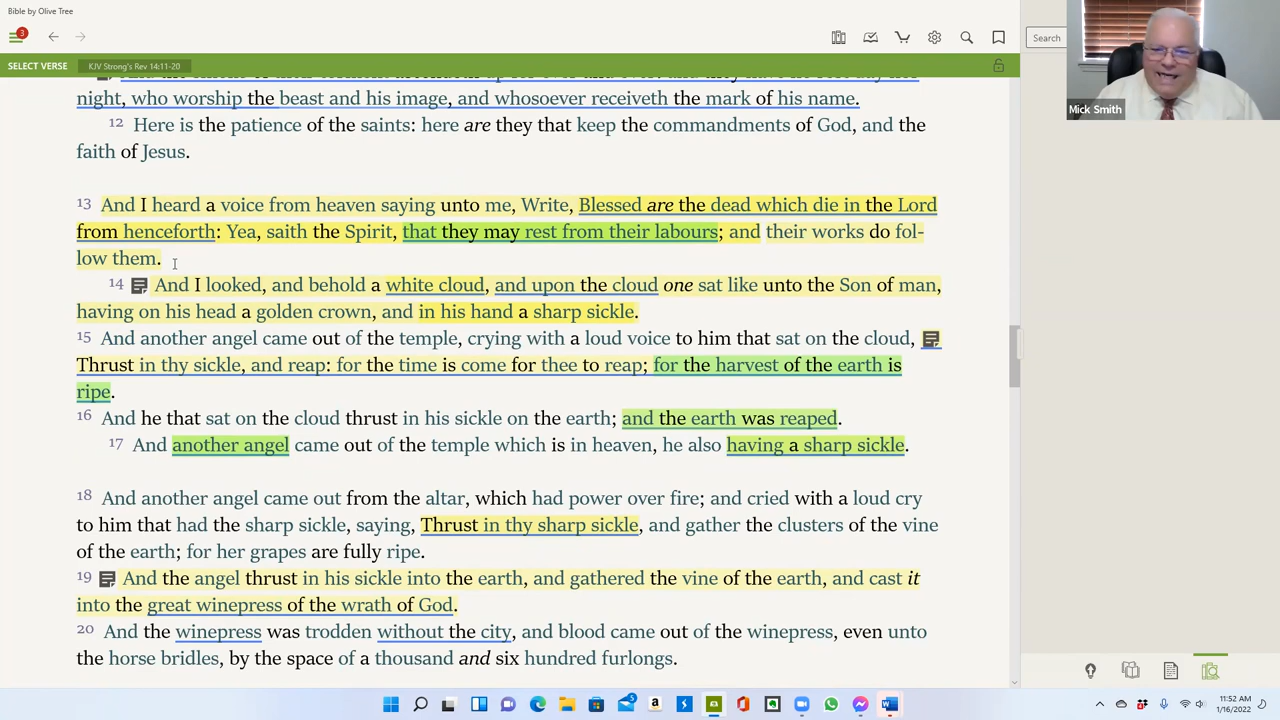 Bible by Olive Tree
3
Search
SELECT VERSE
KJV Strong's Rev 14:11-20
Mick Smith
night, who worship the beast and his image, and whosoever receiveth the mark of his name.
12 Here is the patience of the saints: here are they that keep the commandments of God, and the
faith of Jesus.
13 And I heard a voice from heaven saying unto me, Write, Blessed are the dead which die in the Lord
from henceforth: Yea, saith the Spirit, that they may rest from their labours; and their works do fol-
low them.
14 And I looked, and behold a white cloud, and upon the cloud one sat like unto the Son of man,
having on his head a golden crown, and in his hand a sharp sickle.
15 And another angel came out of the temple, crying with a loud voice to him that sat on the cloud,
Thrust in thy sickle, and reap: for the time is come for thee to reap; for the harvest of the earth is
ripe.
16 And he that sat on the cloud thrust in his sickle on the earth; and the earth was reaped.
17 And another angel came out of the temple which is in heaven, he also having a sharp sickle.
18 And another angel came out from the altar, which had power over fire; and cried with a loud cry
to him that had the sharp sickle, saying, Thrust in thy sharp sickle, and gather the clusters of the vine
of the earth; for her grapes are fully ripe.
19 And the angel thrust in his sickle into the earth, and gathered the vine of the earth, and cast it
into the great winepress of the wrath of God.
20 And the winepress was trodden without the city, and blood came out of the winepress, even unto
the horse bridles, by the space of a thousand and six hundred furlongs.
11:52 AM
1/16/2022